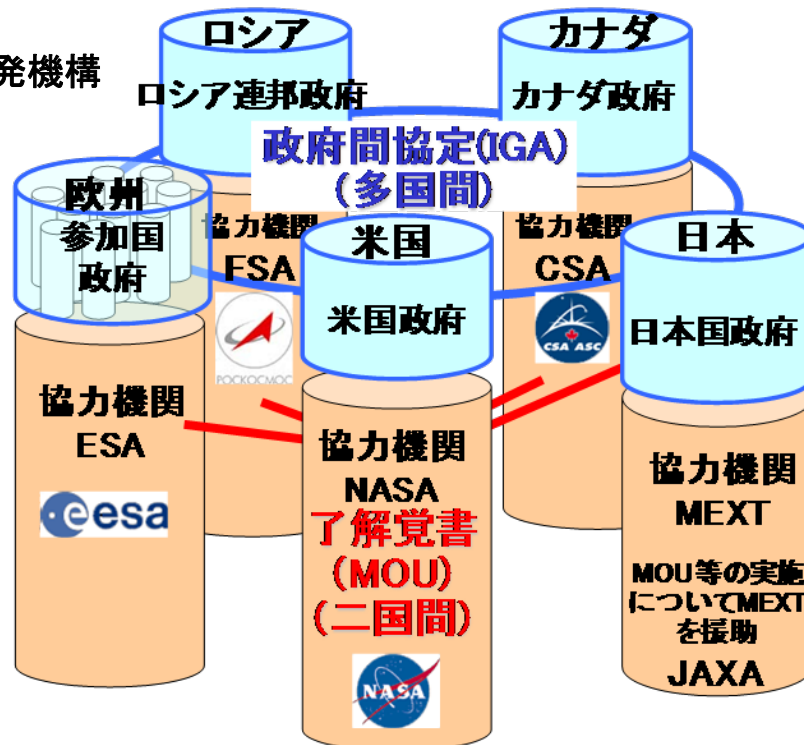 発機構
ロシア
ロシア連邦政府
カナダ
カナダ政府
政府間協定(IGA)
(多国間)
欧州
参加国
政府
協力機関
FSA
РОСКОСМОС
米国
米国政府
協力機関
CSA
CSA ASC
日本
日本国政府
協力機関
ESA
esa
協力機関
NASA
了解覚書
(MOU)
(二国間)
NASA
協力機関
MEXT
MOU等の実施
についてMEXT
を援助
JAXA